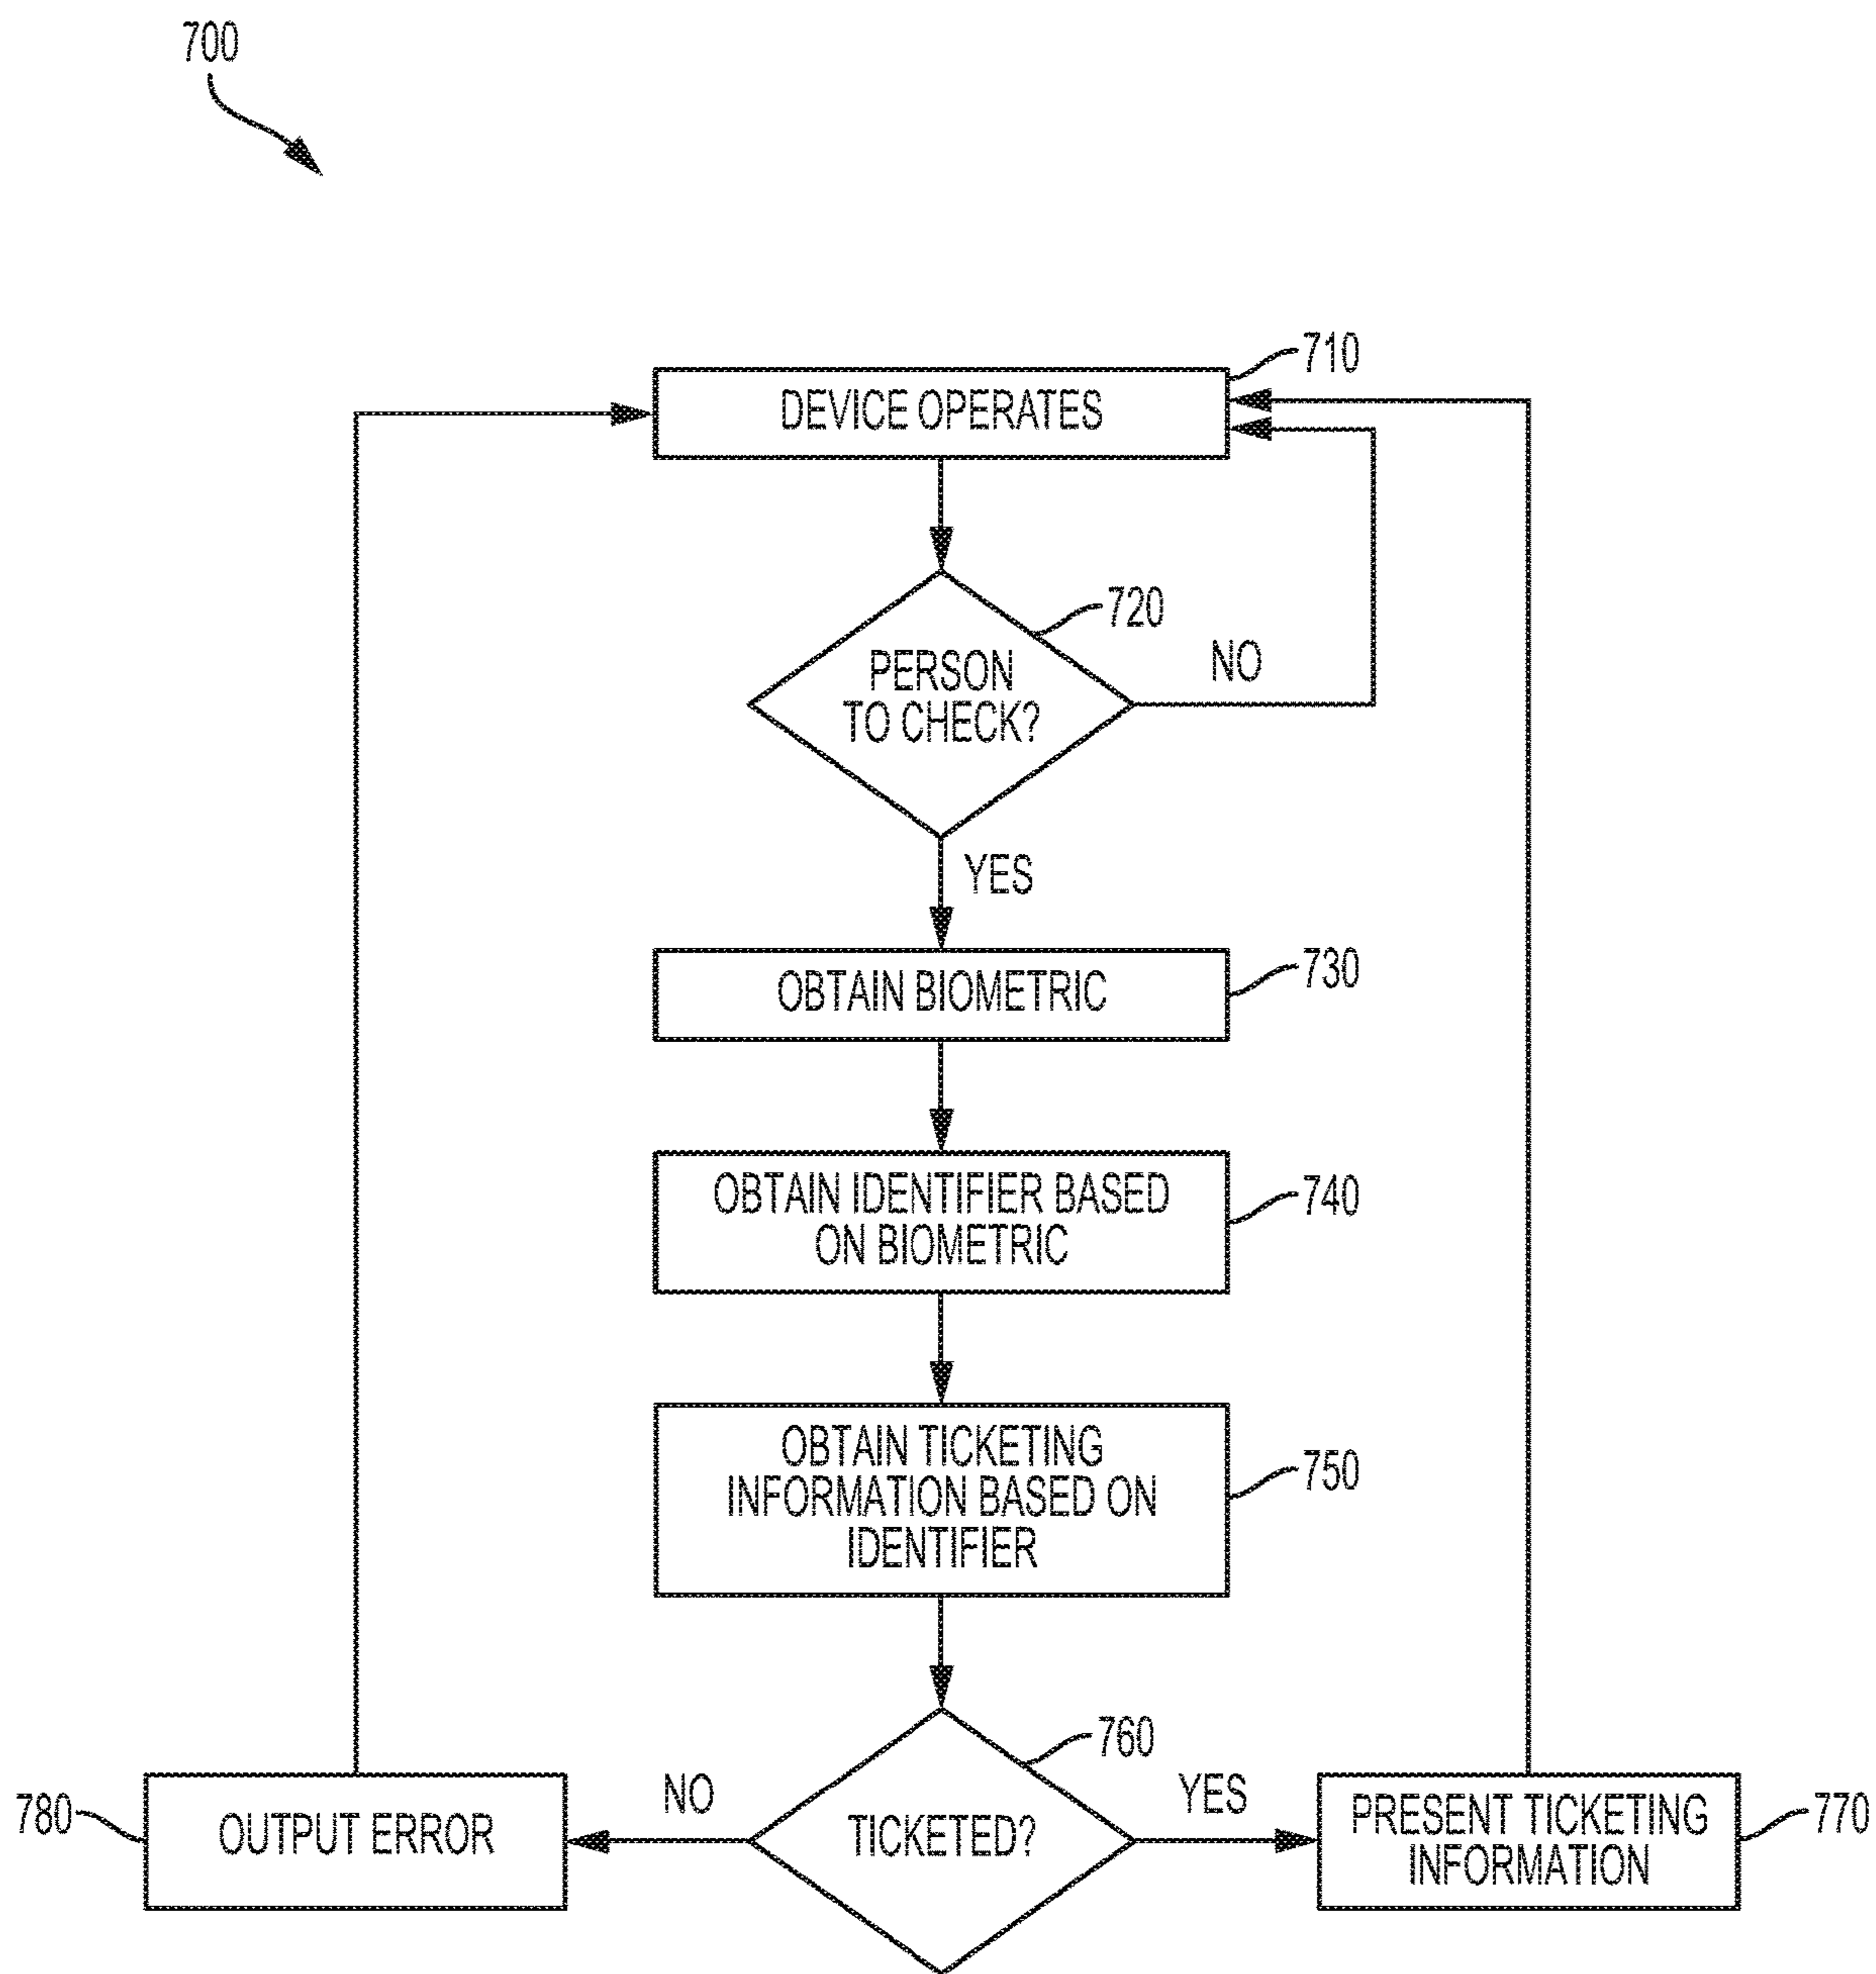 700
710
DEVICE OPERATES
720
PERSON
TO CHECK?
NO
YES
730
OBTAIN BIOMETRIC
740
OBTAIN IDENTIFIER BASED
ON BIOMETRIC
750
OBTAIN TICKETING
INFORMATION BASED ON
IDENTIFIER
760
TICKETED?
NO
YES
780
OUTPUT ERROR
770
PRESENT TICKETING
INFORMATION